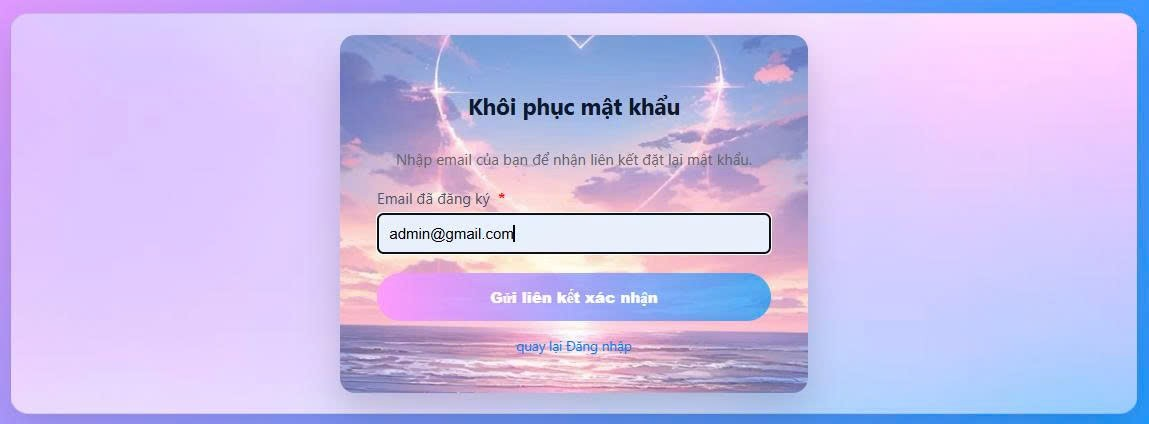 Khôi phục mật khẩu
Nhập email của bạn để nhận liên kết đặt lại mật khẩu.
Email đã đăng ký *
admin@gmail.com
Gửi liên kết xác nhận
quay lại Đăng nhập